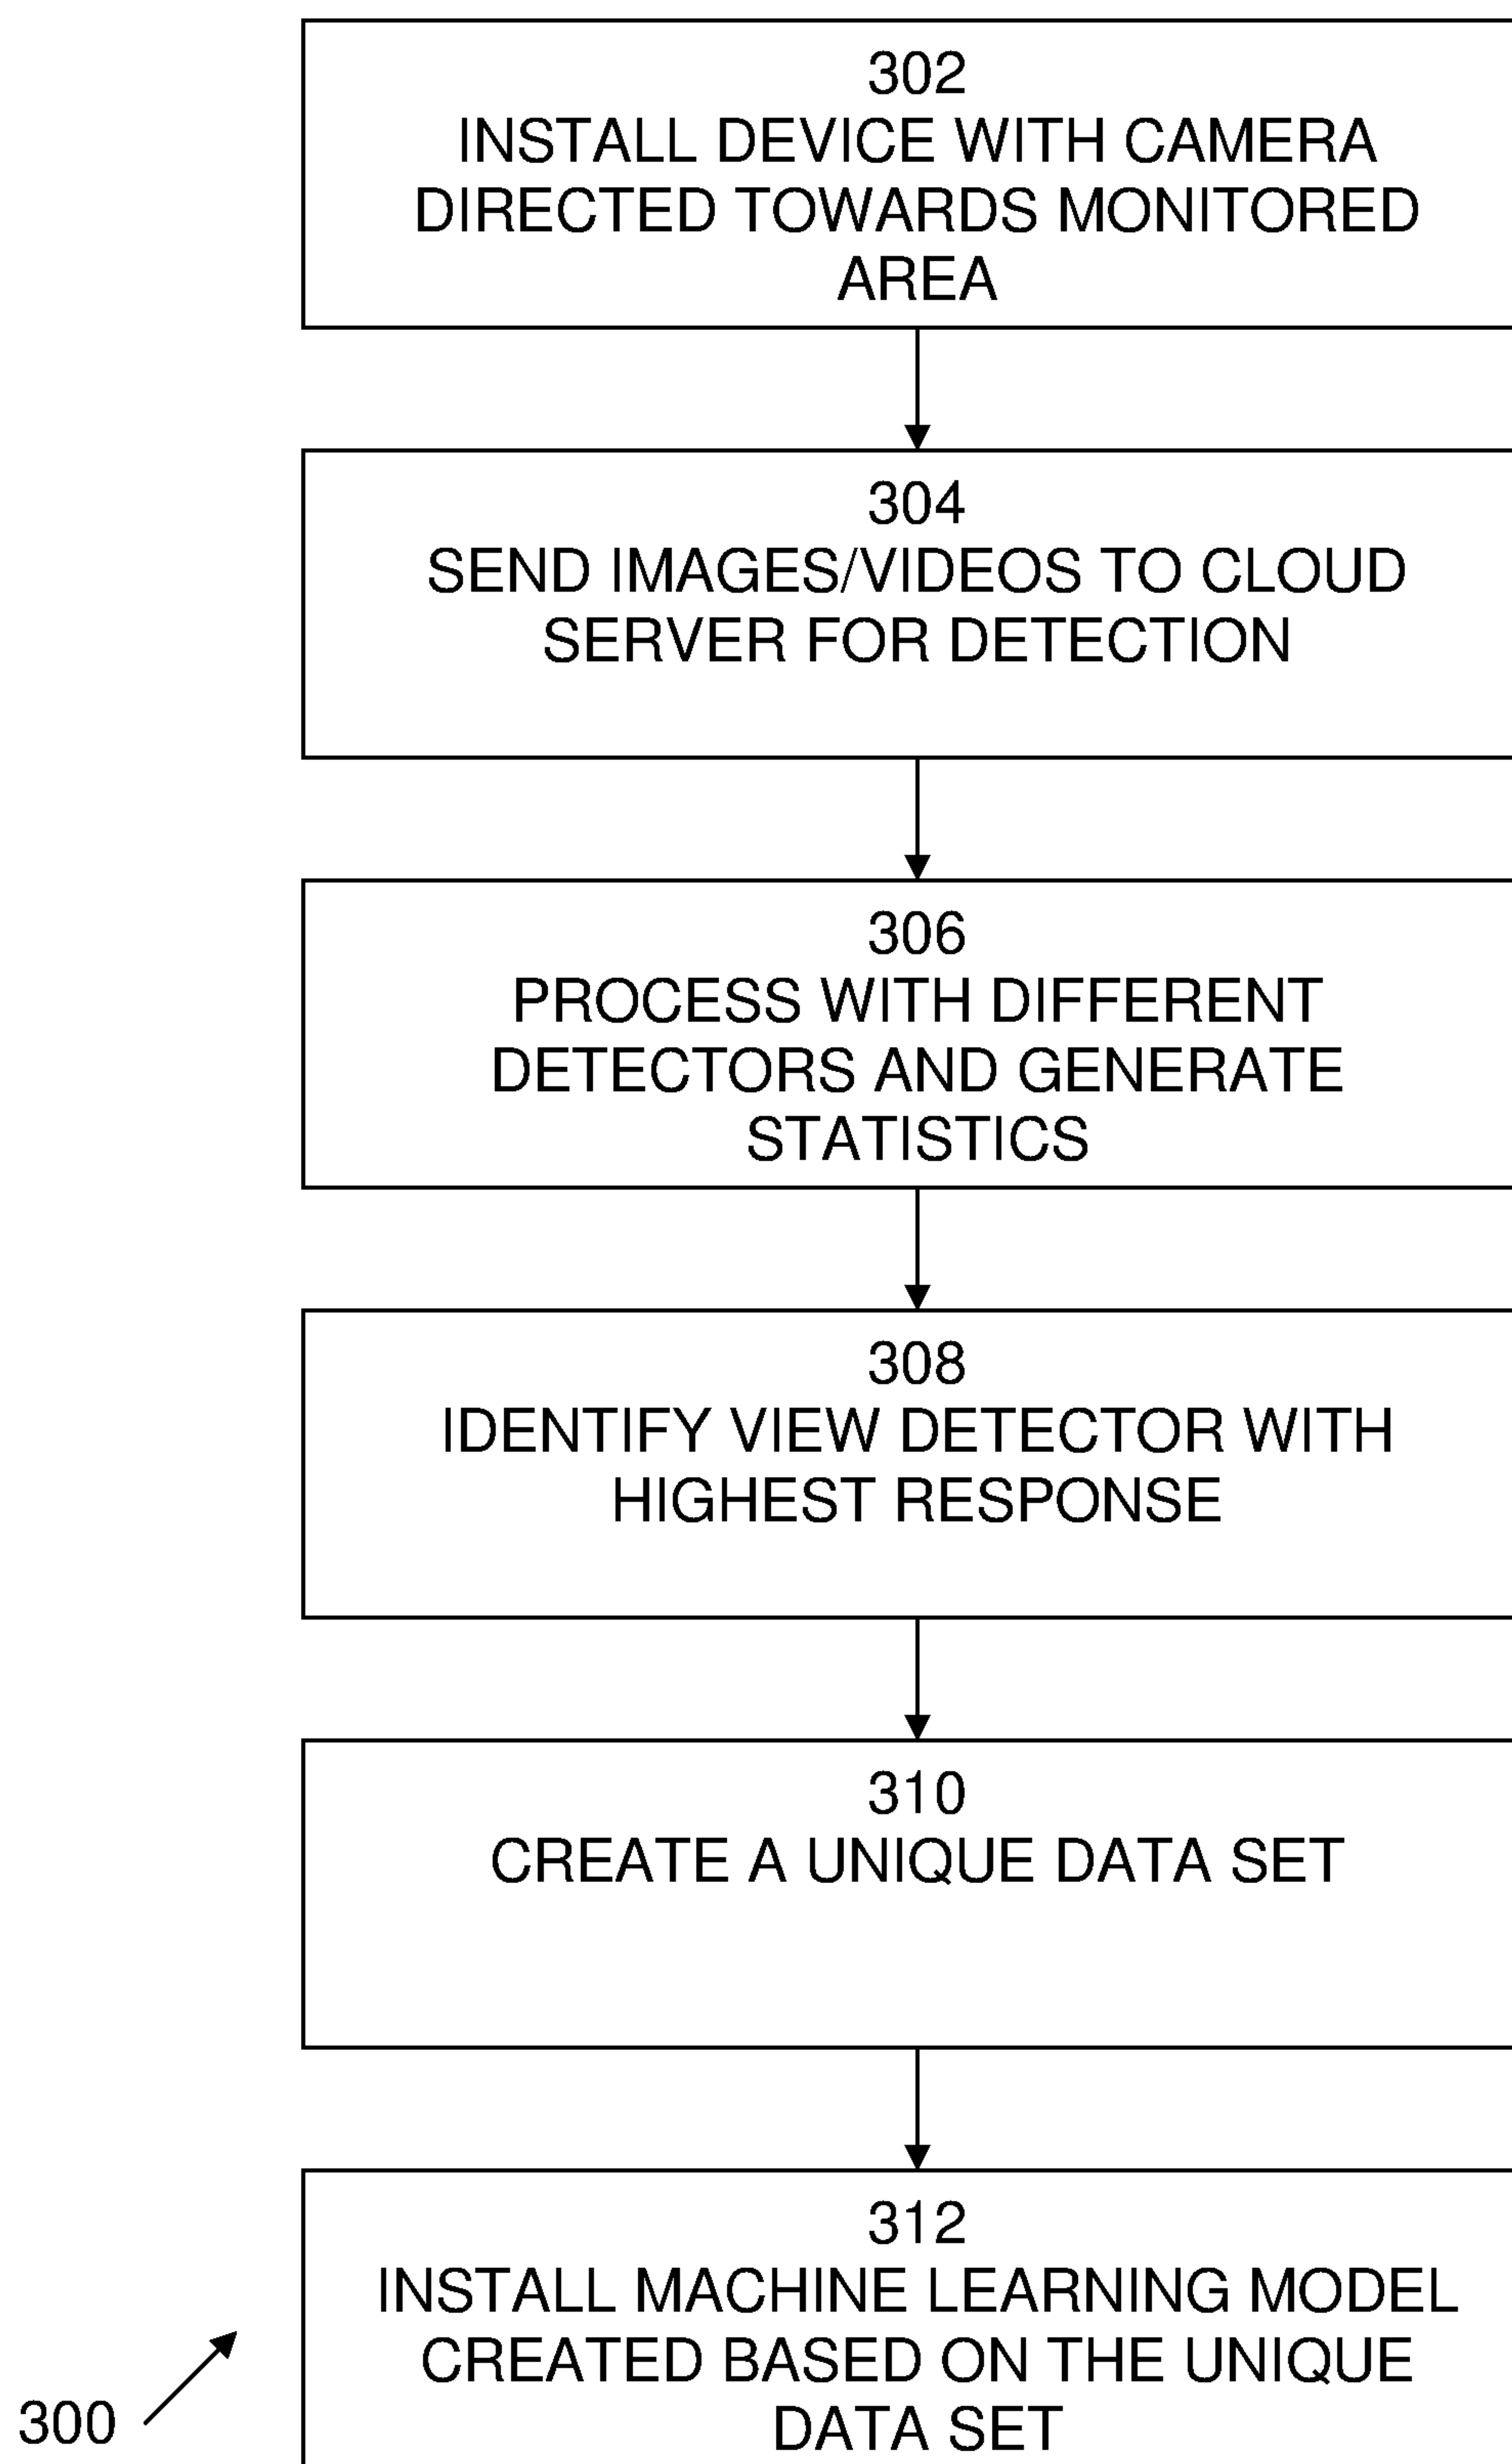 302
INSTALL DEVICE WITH CAMERA
DIRECTED TOWARDS MONITORED
AREA
304
SEND IMAGES/VIDEOS TO CLOUD
SERVER FOR DETECTION
306
PROCESS WITH DIFFERENT
DETECTORS AND GENERATE
STATISTICS
308
IDENTIFY VIEW DETECTOR WITH
HIGHEST RESPONSE
310
CREATE A UNIQUE DATA SET
312
INSTALL MACHINE LEARNING MODEL
CREATED BASED ON THE UNIQUE
DATA SET
300